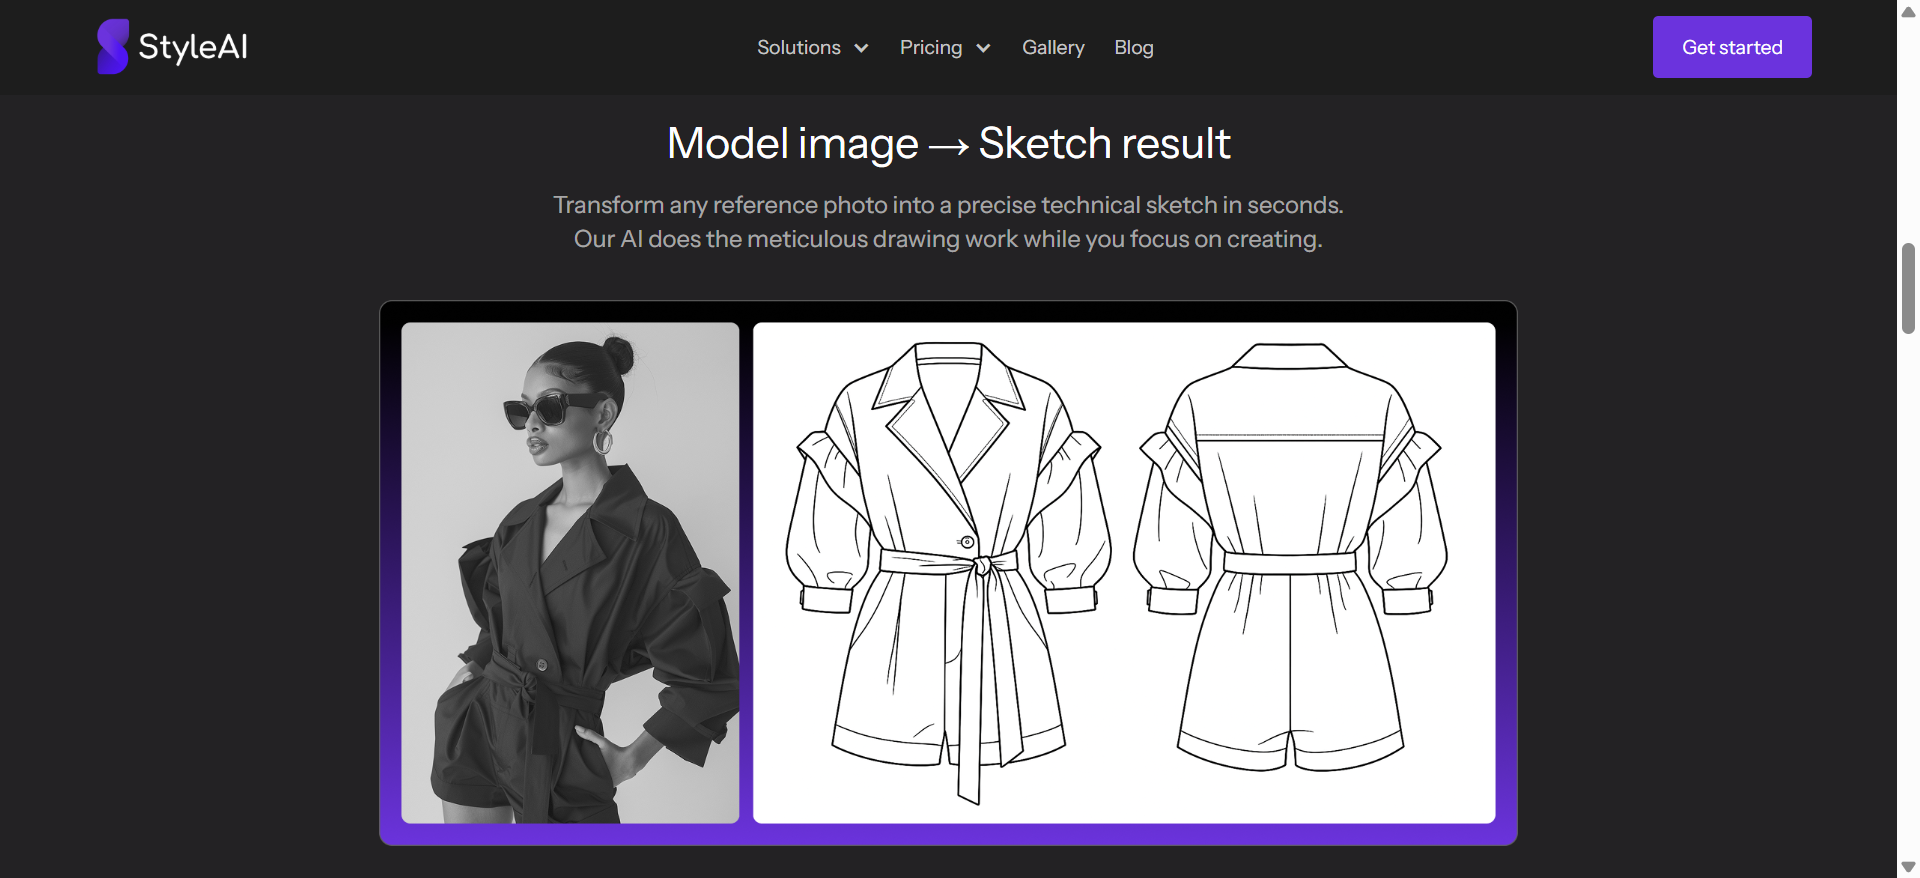 StyleAI
Solutions
Pricing
Gallery
Blog
Get started
Model image → Sketch result
Transform any reference photo into a precise technical sketch in seconds.
Our AI does the meticulous drawing work while you focus on creating.